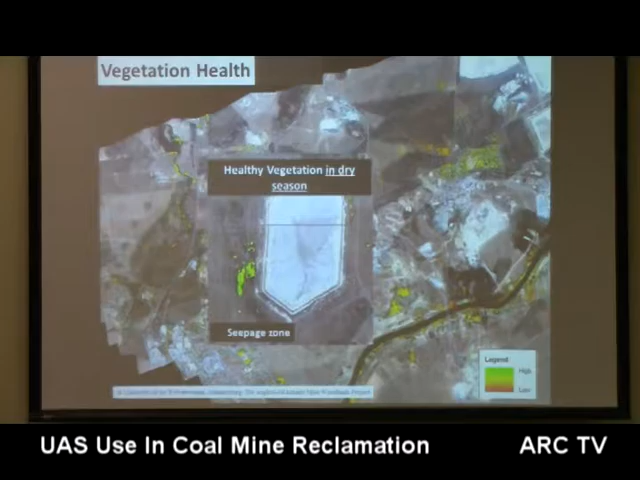 Vegetation Health
Healthy Vegetation in dry
season
Seepage zone
Legend
High
Low
UAS Use In Coal Mine Reclamation
ARC TV